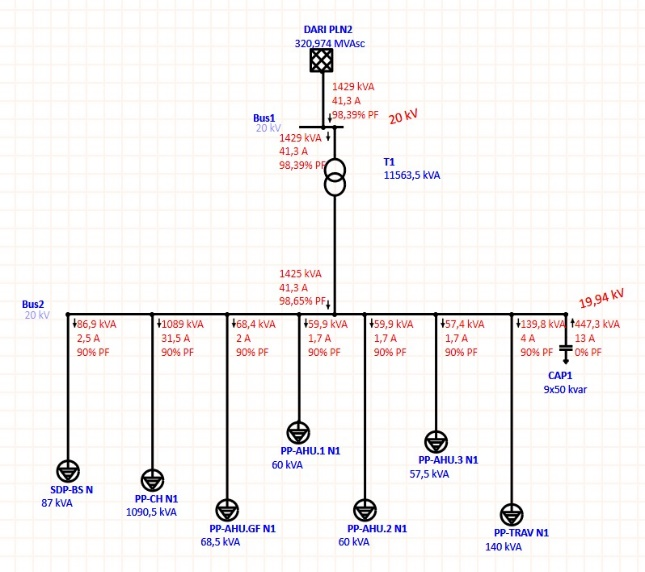 DARI PLN2
320,974 MVAsc
1429 kVA
41,3 A
98,39% PF
20 kV
Bus1
20 kV
1429 kVA
41,3 A
98,39% PF
T1
11563,5 kVA
1425 kVA
41,3 A
98,65% PF
19,94 kV
Bus2
20 kV
86,9 kVA
2,5 A
90% PF
1089 kVA
31,5 A
90% PF
68,4 kVA
2 A
90% PF
59,9 kVA
1,7 A
90% PF
59,9 kVA
1,7 A
90% PF
57,4 kVA
1,7 A
90% PF
139,8 kVA
4 A
90% PF
447,3 kVA
13 A
0% PF
CAP1
9x50 kvar
SDP-BS N
87 kVA
PP-CH N1
1090,5 kVA
PP-AHU.GF N1
68,5 kVA
PP-AHU.1 N1
60 kVA
PP-AHU.2 N1
60 kVA
PP-AHU.3 N1
57,5 kVA
PP-TRAV N1
140 kVA